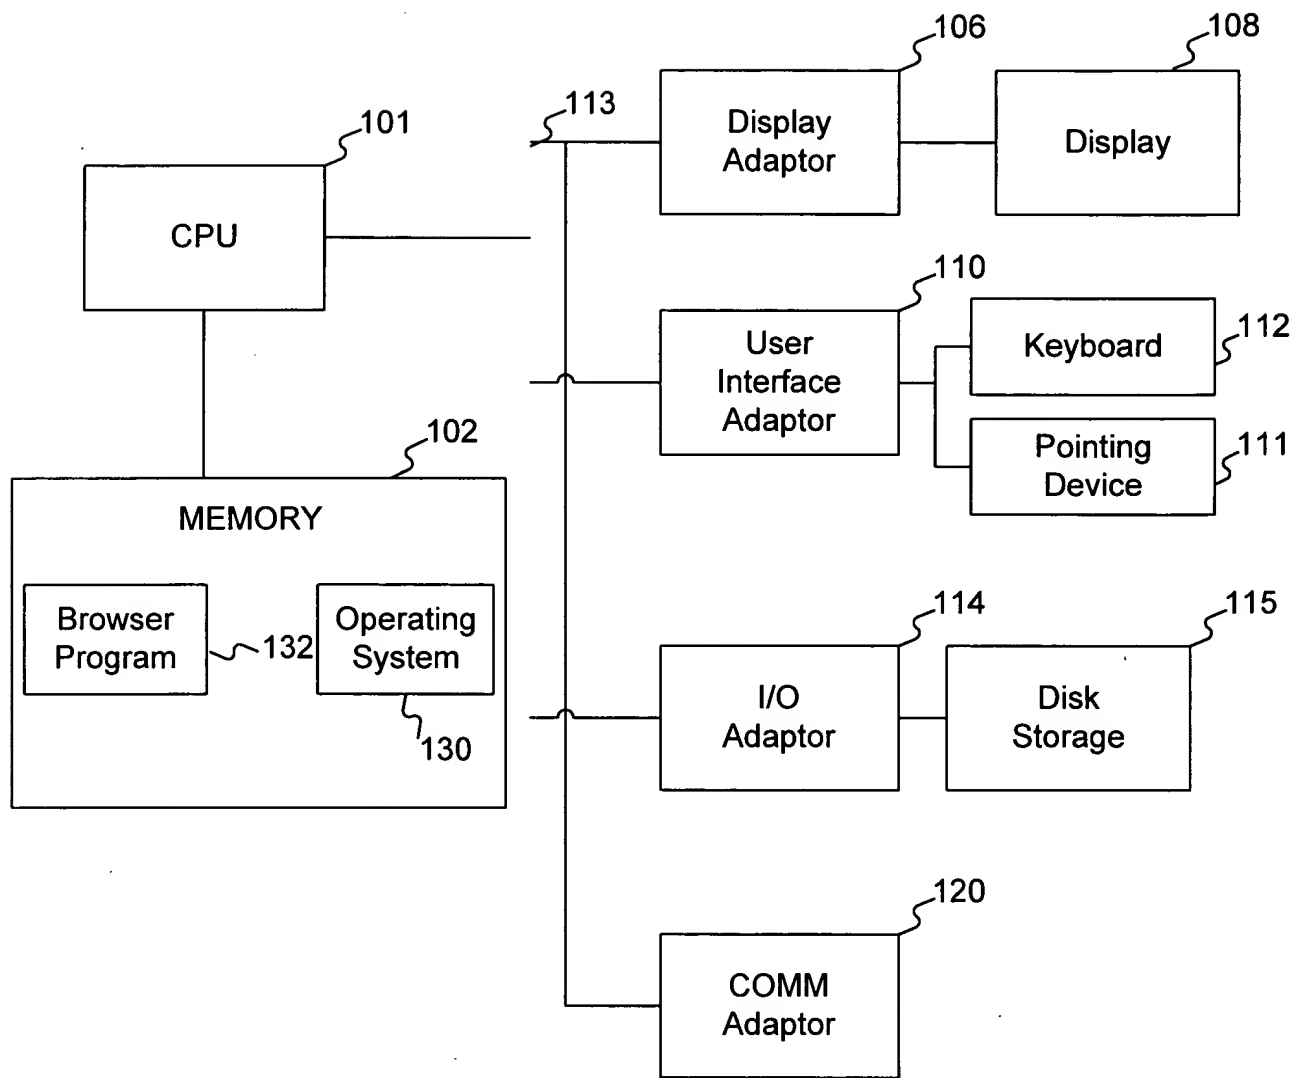 106
108
113
101
Display
Adaptor
Display
CPU
110
112
User
Interface
Adaptor
Keyboard
102
111
Pointing
Device
MEMORY
Browser
Program
132
Operating
System
130
114
115
I/O
Adaptor
Disk
Storage
120
COMM
Adaptor